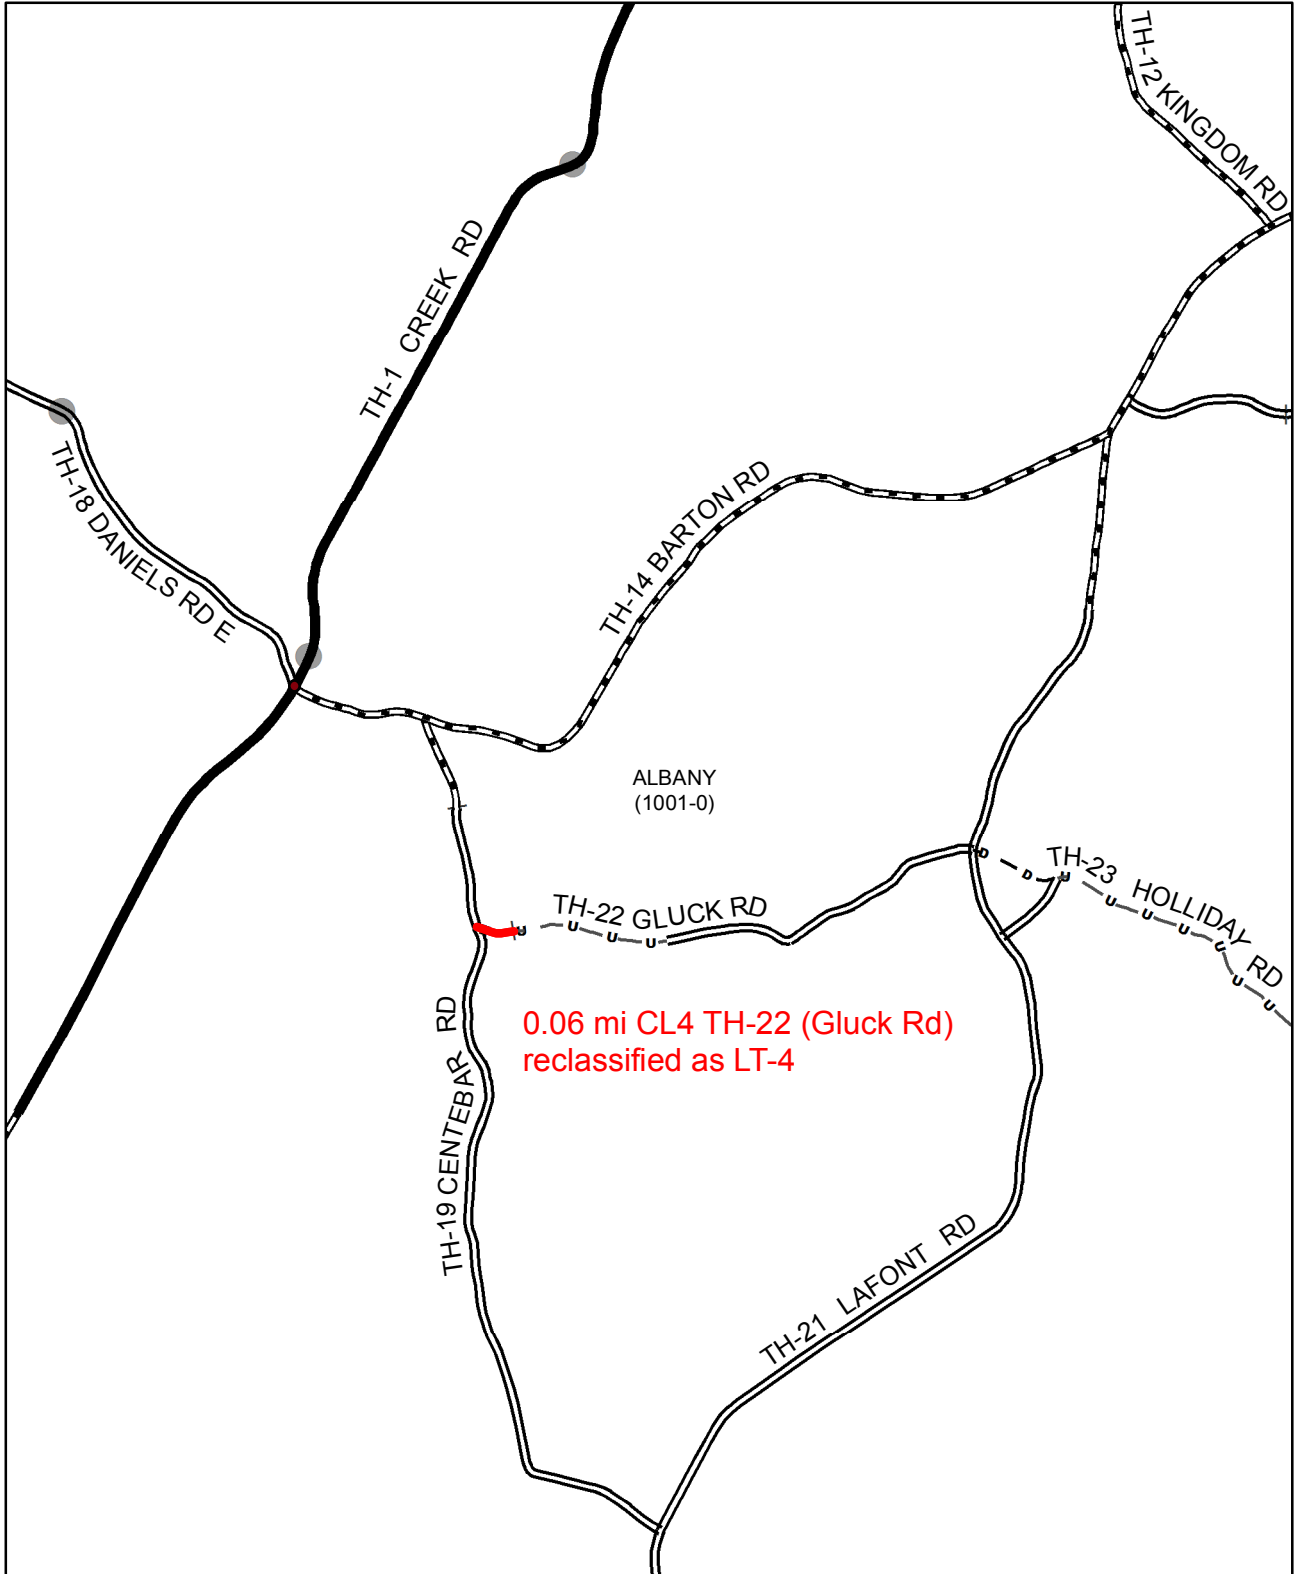 TH-12 KINGDOM RD
TH-1 CREEK RD
TH-18 DANIELS RD E
TH-14 BARTON RD
ALBANY
(1001-0)
D
D
U
TH-23 HOLLIDAY RD
U
U
U
U
U
U
TH-22 GLUCK RD
U
U
U
U
0.06 mi CL4 TH-22 (Gluck Rd)
reclassified as LT-4
TH-19 CENTEBAR RD
TH-21 LAFONT RD